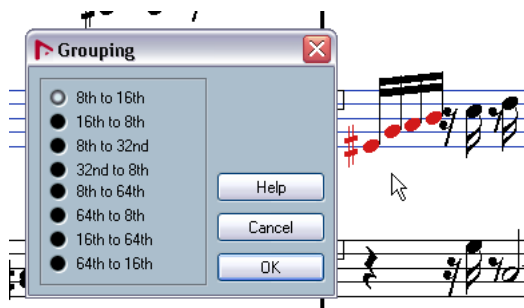 Grouping
8th to 16th
16th to 8th
8th to 32nd
32nd to 8th
8th to 64th
64th to 8th
16th to 64th
64th to 16th
Help
Cancel
OK